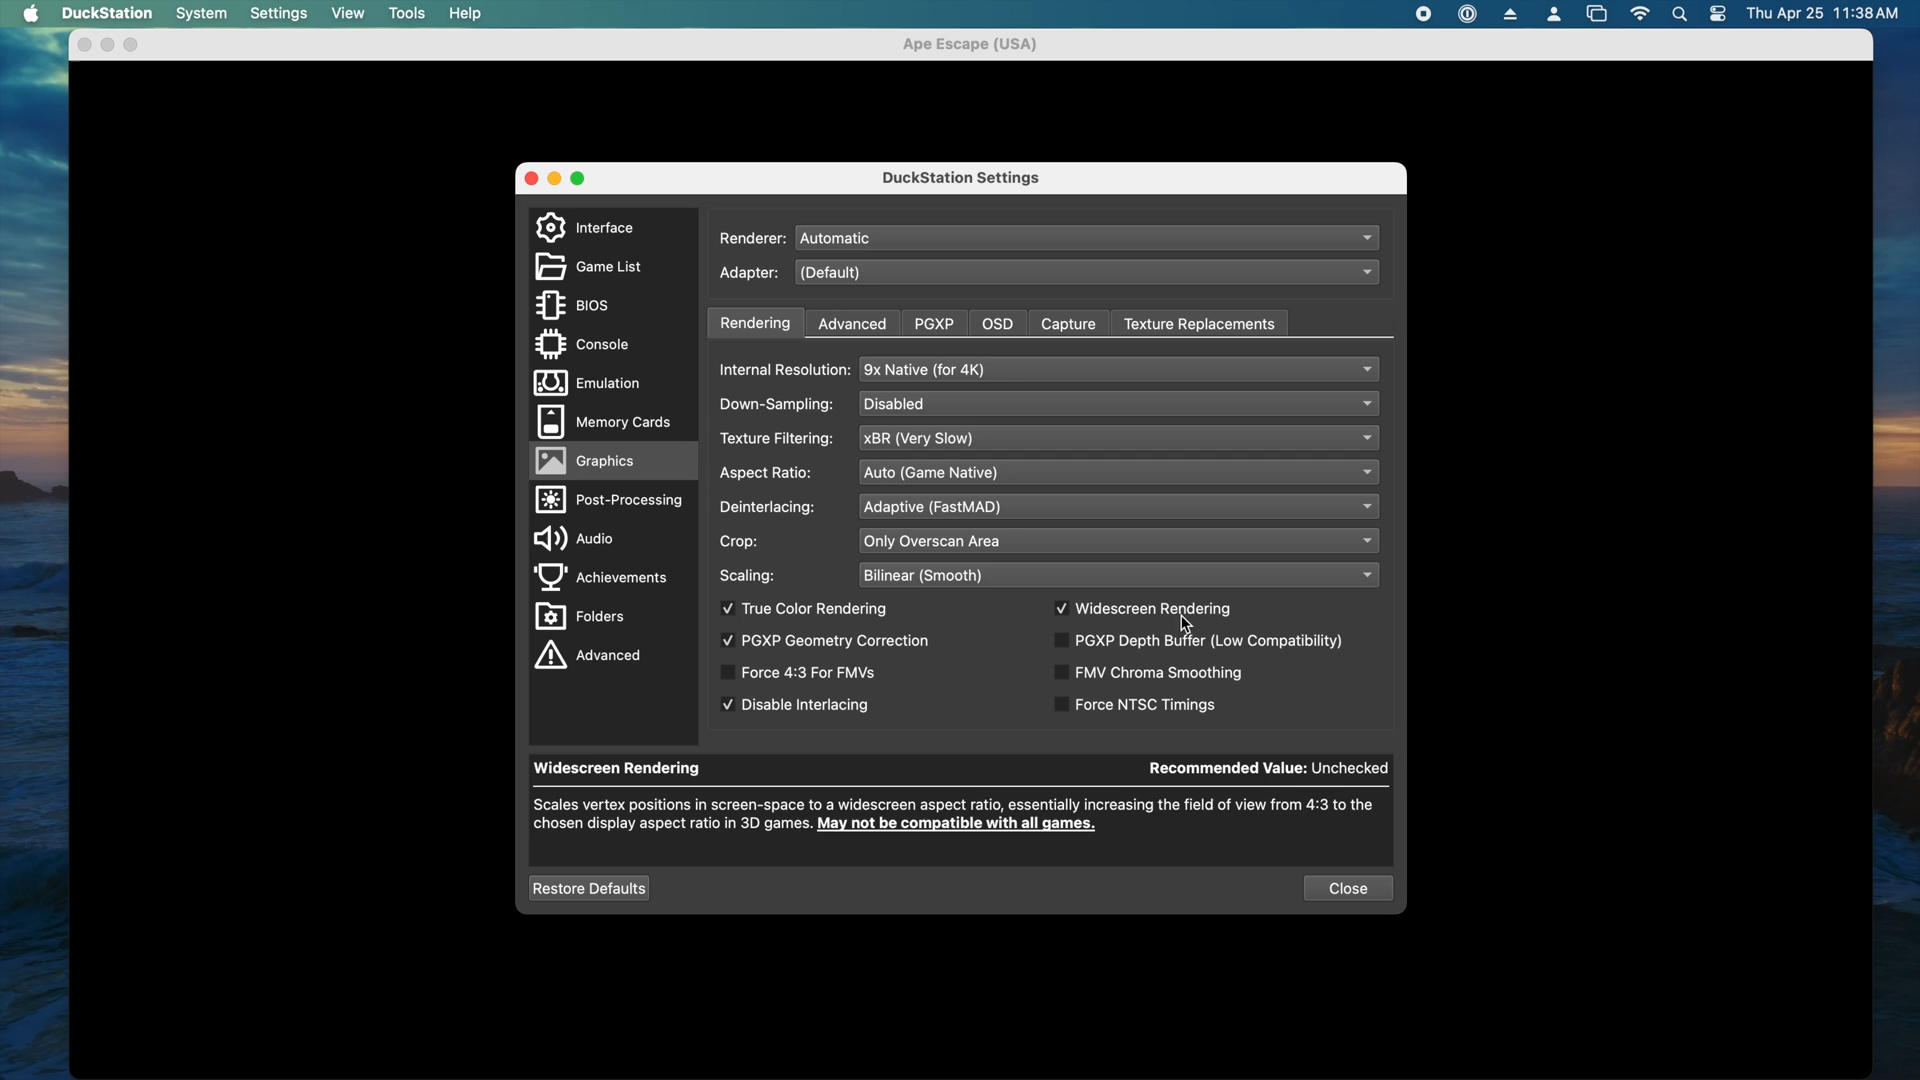 DuckStation System Settings View Tools Help Thu Apr 25 11:38 AM
Ape Escape (USA)
DuckStation Settings
Interface
Game List
BIOS
Console
Emulation
Memory Cards
Graphics
Post-Processing
Audio
Achievements
Folders
Advanced
Renderer: Automatic
Adapter: (Default)
Rendering Advanced PGXP OSD Capture Texture Replacements
Internal Resolution: 9x Native (for 4K)
Down-Sampling: Disabled
Texture Filtering: xBR (Very Slow)
Aspect Ratio: Auto (Game Native)
Deinterlacing: Adaptive (FastMAD)
Crop: Only Overscan Area
Scaling: Bilinear (Smooth)
True Color Rendering Widescreen Rendering
PGXP Geometry Correction PGXP Depth Buffer (Low Compatibility)
Force 4:3 For FMVs FMV Chroma Smoothing
Disable Interlacing Force NTSC Timings
Widescreen Rendering Recommended Value: Unchecked
Scales vertex positions in screen-space to a widescreen aspect ratio, essentially increasing the field of view from 4:3 to the
chosen display aspect ratio in 3D games. May not be compatible with all games.
Restore Defaults Close